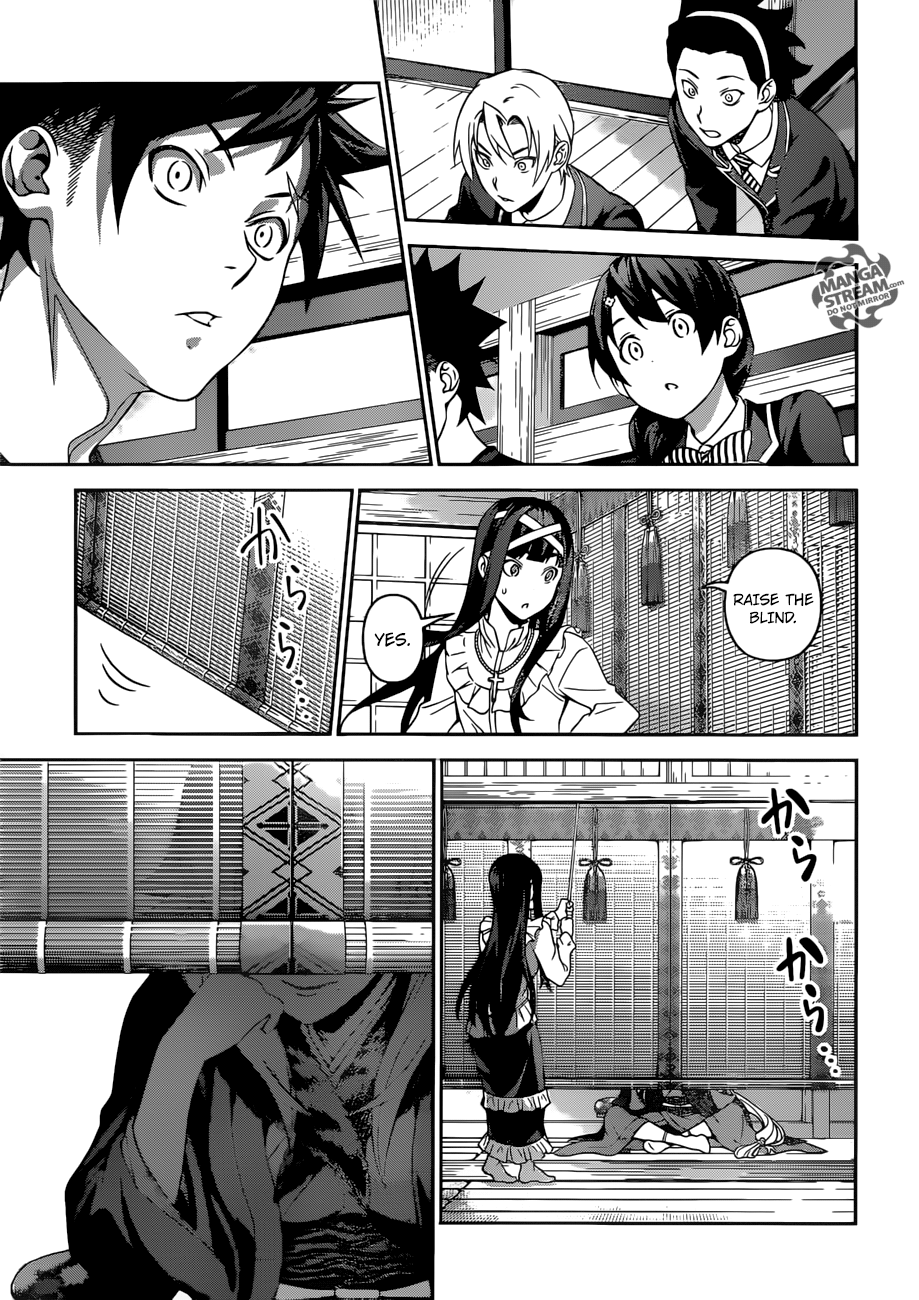 MANGA
STREAM.com
DO NOT MIRROR
RAISE THE
BLIND.
YES.
から
ら…
から
から…